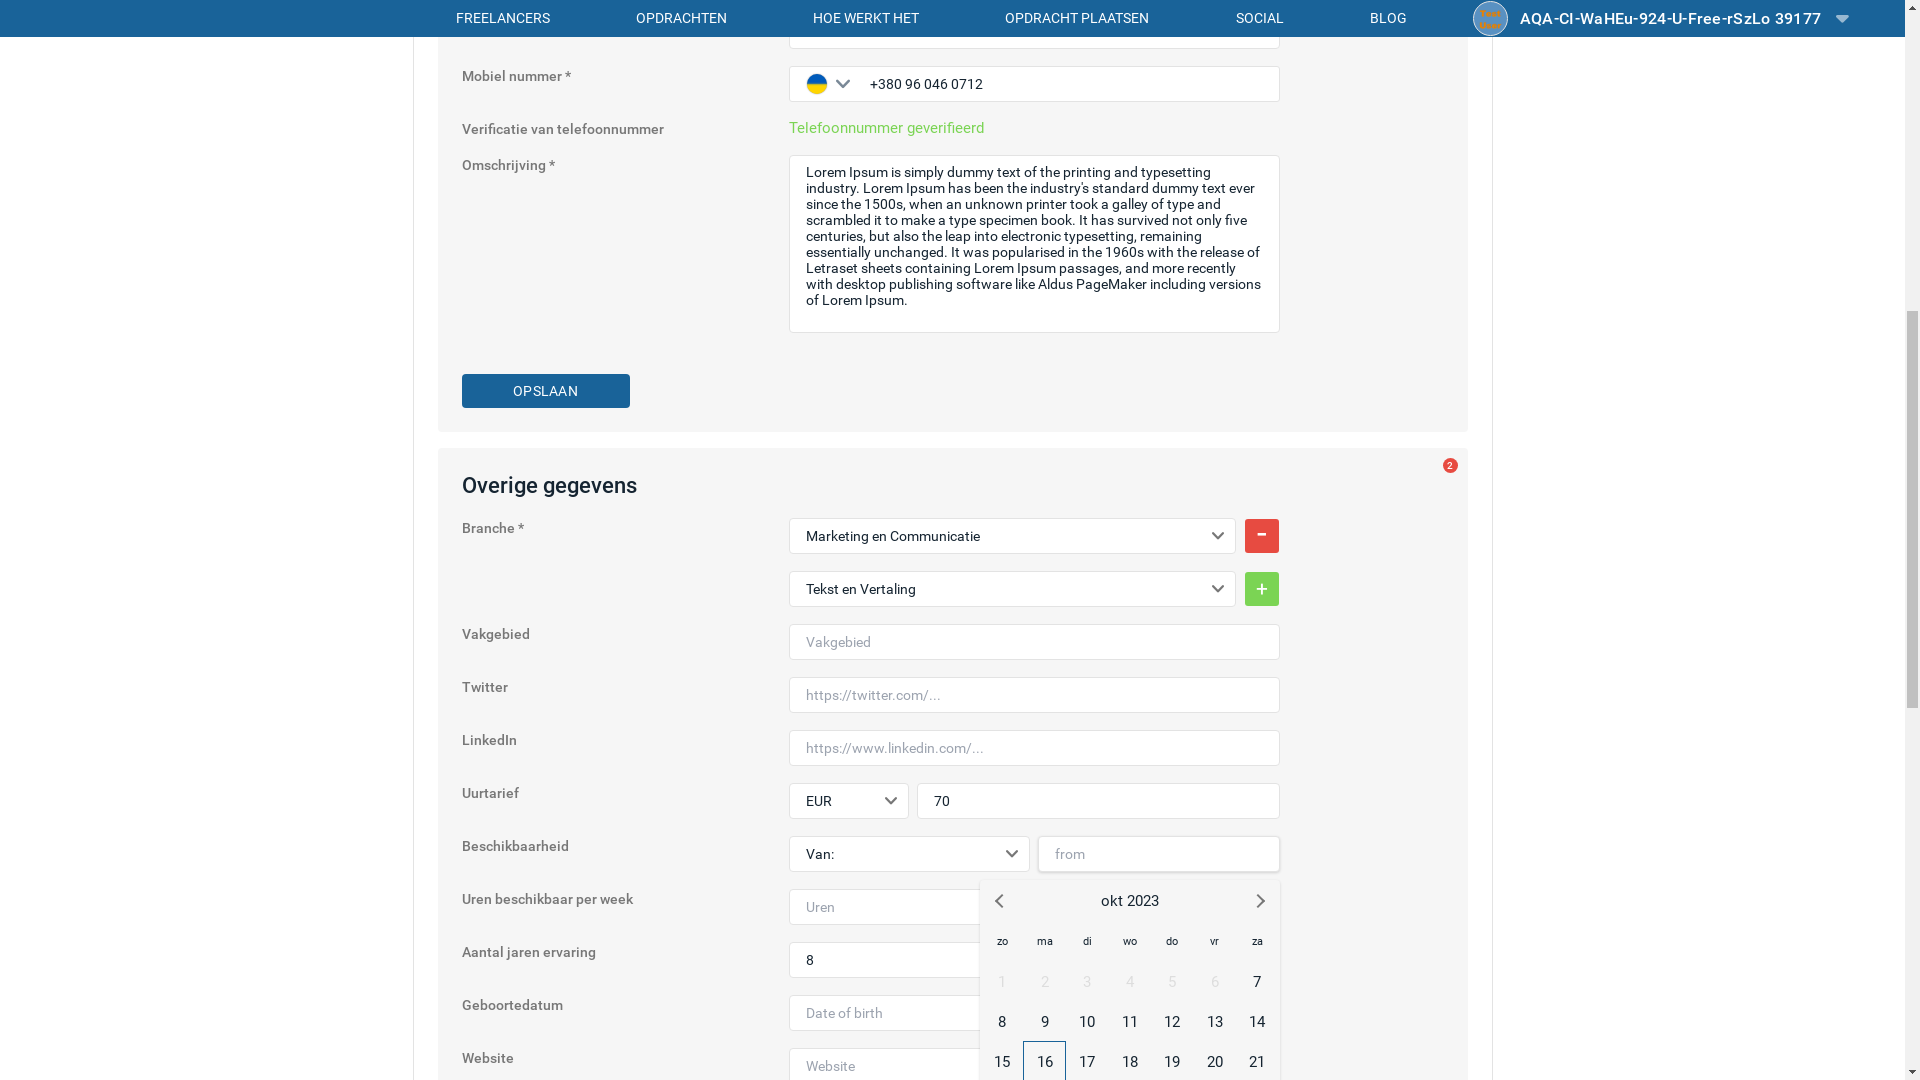 FREELANCERS OPDRACHTEN HOE WERKT HET OPDRACHT PLAATSEN SOCIAL BLOG AQA-CI-WaHEu-924-U-Free-rSzLo 39177
Mobiel nummer * +380 96 046 0712
Verificatie van telefoonnummer Telefoonnummer geverifieerd
Omschrijving *
Lorem Ipsum is simply dummy text of the printing and typesetting
industry. Lorem Ipsum has been the industry's standard dummy text ever
since the 1500s, when an unknown printer took a galley of type and
scrambled it to make a type specimen book. It has survived not only five
centuries, but also the leap into electronic typesetting, remaining
essentially unchanged. It was popularised in the 1960s with the release of
Letraset sheets containing Lorem Ipsum passages, and more recently
with desktop publishing software like Aldus PageMaker including versions
of Lorem Ipsum.
OPSLAAN
2
Overige gegevens
Branche * Marketing en Communicatie -
Tekst en Vertaling +
Vakgebied Vakgebied
Twitter https://twitter.com/...
LinkedIn https://www.linkedin.com/...
Uurtarief EUR 70
Beschikbaarheid Van: from
Uren beschikbaar per week Uren
Aantal jaren ervaring 8
Geboortedatum Date of birth
Website Website
okt 2023
zo ma di wo do vr za
1 2 3 4 5 6 7
8 9 10 11 12 13 14
15 16 17 18 19 20 21